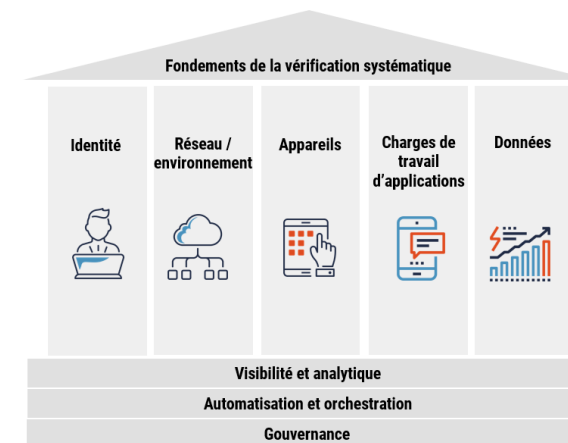 Fondements de la vérification systématique
Identité
Réseau /
environnement
Appareils
Charges de
travail
d’applications
Données
Visibilité et analytique
Automatisation et orchestration
Gouvernance